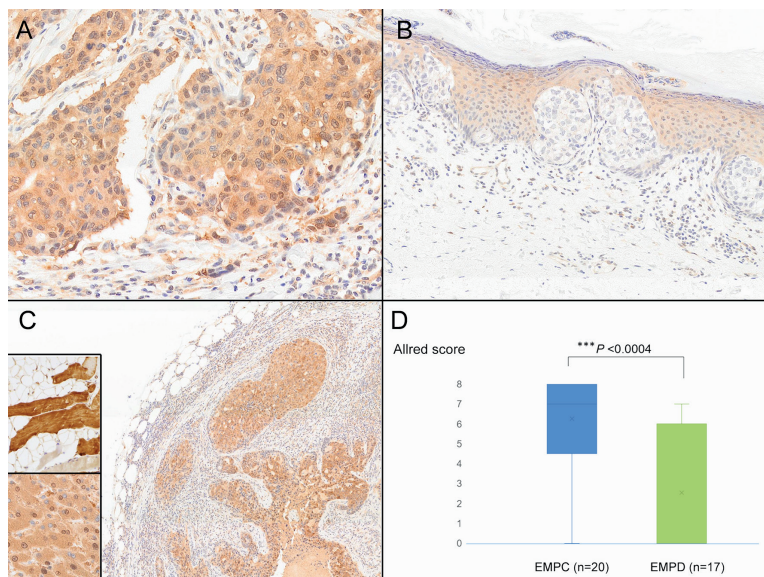 A
B
C
D
Allred score
***P <0.0004
8
7
6
5
4
3
2
1
0
EMPC (n=20)
EMPD (n=17)